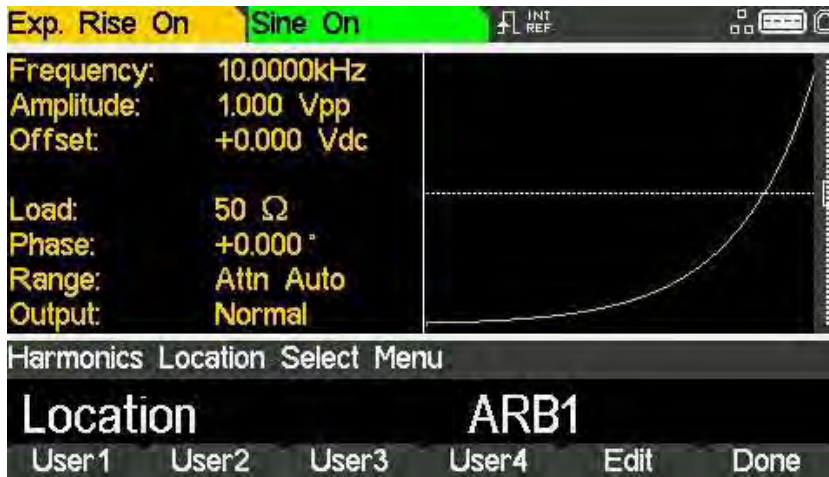 Exp. Rise On Sine On INT REF
Frequency: 10.0000kHz
Amplitude: 1.000 Vpp
Offset: +0.000 Vdc
Load: 50 Ω
Phase: +0.000 °
Range: Attn Auto
Output: Normal
Harmonics Location Select Menu
Location ARB1
User1 User2 User3 User4 Edit Done